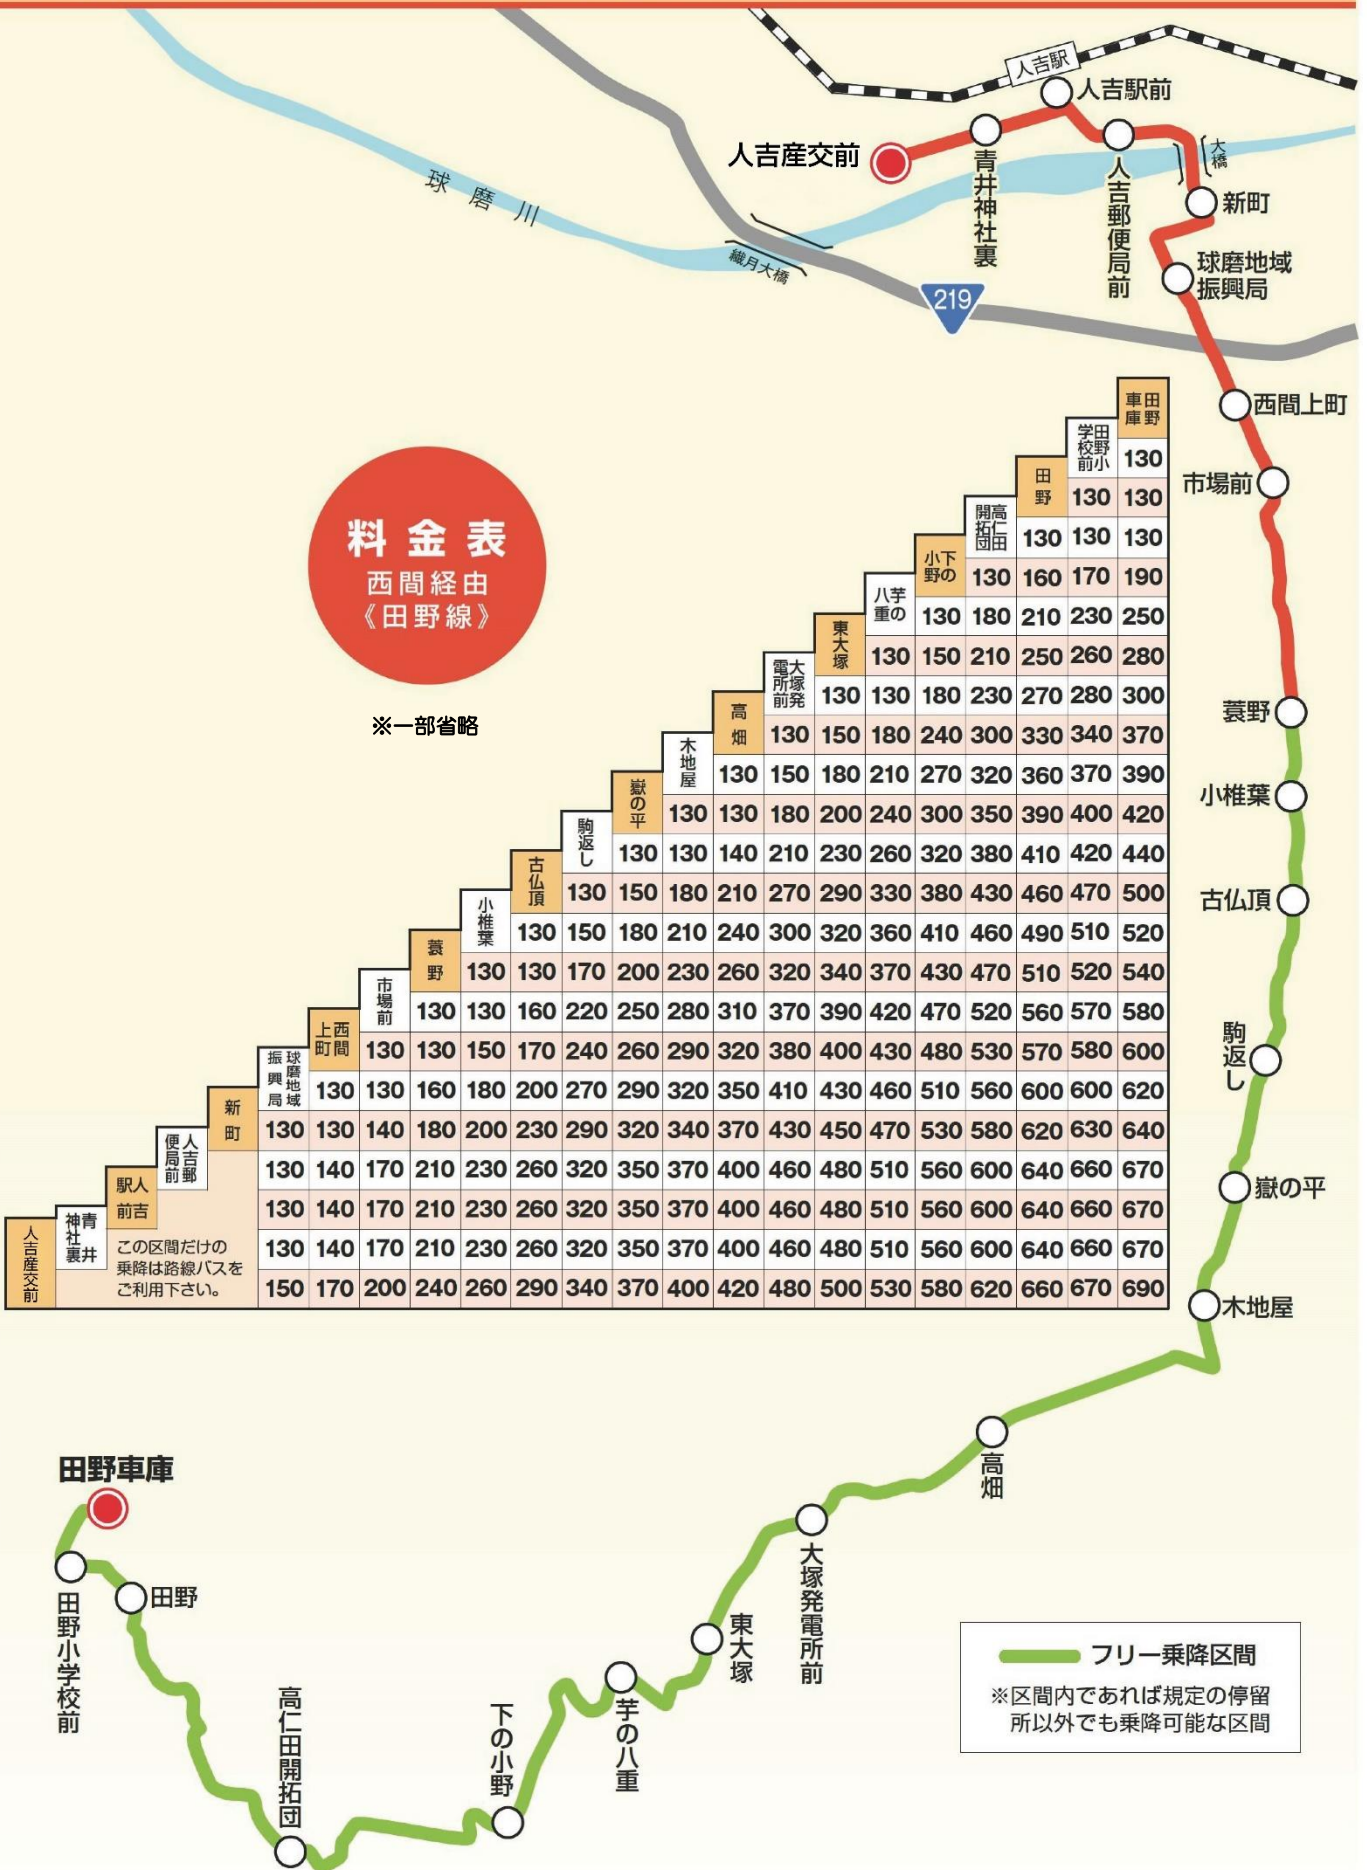 人吉駅
人吉駅前
人吉産交前
青井神社裏
人吉郵便局前
大橋
新町
球磨川
繊月大橋
219
球磨地域
振興局
西間上町
市場前
料金表
西間経由
《田野線》
※一部省略
田野車庫
田野小学校前 130
田野 130 130
高仁田開拓団 130 130 130
下の小野 130 160 170 190
芋の八重 130 180 210 230 250
東大塚 130 150 210 250 260 280
大塚発電所前 130 130 180 230 270 280 300
高畑 130 150 180 240 300 330 340 370
木地屋 130 150 180 210 270 320 360 370 390
嶽の平 130 130 180 200 240 300 350 390 400 420
駒返し 130 130 140 210 230 260 320 380 410 420 440
古仏頂 130 150 180 210 270 290 330 380 430 460 470 500
小椎葉 130 150 180 210 240 300 320 360 410 460 490 510 520
蓑野 130 130 170 200 230 260 320 340 370 430 470 510 520 540
市場前 130 130 160 220 250 280 310 370 390 420 470 520 560 570 580
西間上町 130 130 150 170 240 260 290 320 380 400 430 480 530 570 580 600
球磨地域振興局 130 130 160 180 200 270 290 320 350 410 430 460 510 560 600 600 620
新町 130 130 140 180 200 230 290 320 340 370 430 450 470 530 580 620 630 640
人吉郵便局前 130 140 170 210 230 260 320 350 370 400 460 480 510 560 600 640 660 670
人吉駅前 130 140 170 210 230 260 320 350 370 400 460 480 510 560 600 640 660 670
青井神社裏 130 140 170 210 230 260 320 350 370 400 460 480 510 560 600 640 660 670
人吉産交前 150 170 200 240 260 290 340 370 400 420 480 500 530 580 620 660 670 690
この区間だけの
乗降は路線バスを
ご利用下さい。
蓑野
小椎葉
古仏頂
駒返し
嶽の平
木地屋
高畑
大塚発電所前
東大塚
芋の八重
下の小野
高仁田開拓団
田野
田野小学校前
田野車庫
フリー乗降区間
※区間内であれば規定の停留
所以外でも乗降可能な区間